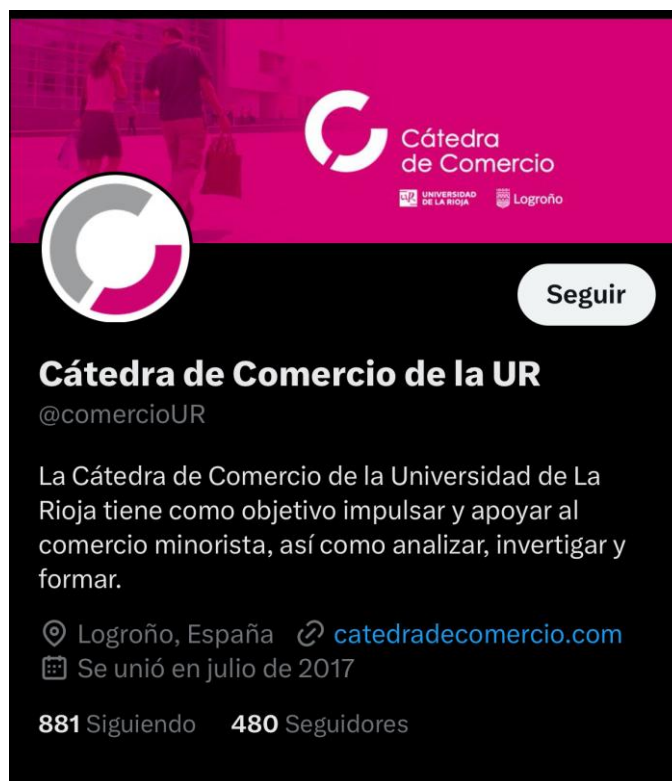 Cátedra
de Comercio
UR UNIVERSIDAD
DE LA RIOJA
Logroño
Seguir
Cátedra de Comercio de la UR
@comercioUR
La Cátedra de Comercio de la Universidad de La
Rioja tiene como objetivo impulsar y apoyar al
comercio minorista, así como analizar, invertigar y
formar.
Logroño, España catedradecomercio.com
Se unió en julio de 2017
881 Siguiendo 480 Seguidores